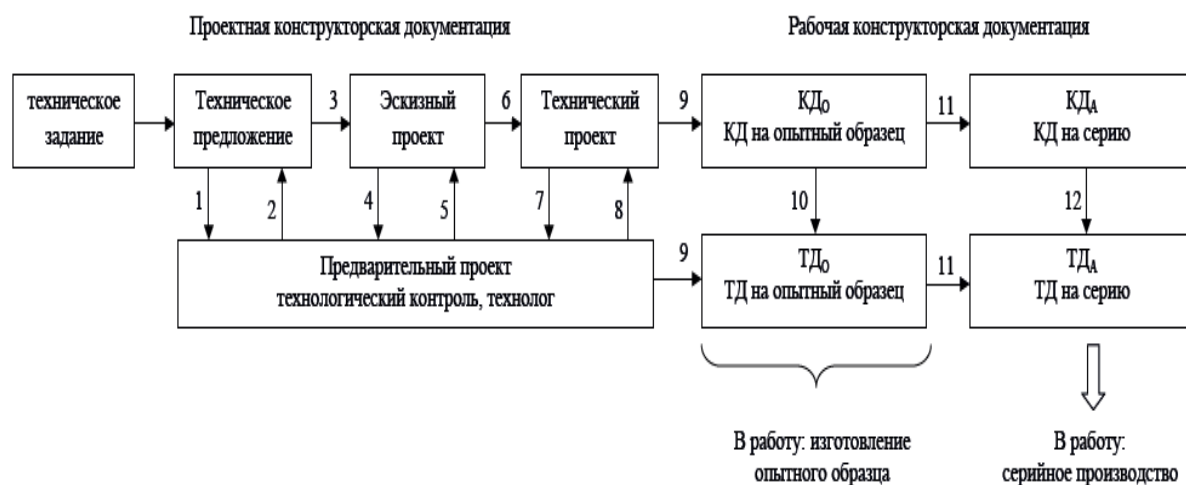 Проектная конструкторская документация
Рабочая конструкторская документация
техническое
задание
Техническое
предложение
3
Эскизный
проект
6
Технический
проект
9
КДО
КД на опытный образец
11
КДА
КД на серию
1
2
4
5
7
8
10
12
Предварительный проект
технологический контроль, технолог
9
ТДО
ТД на опытный образец
11
ТДА
ТД на серию
В работу: изготовление
опытного образца
В работу:
серийное производство